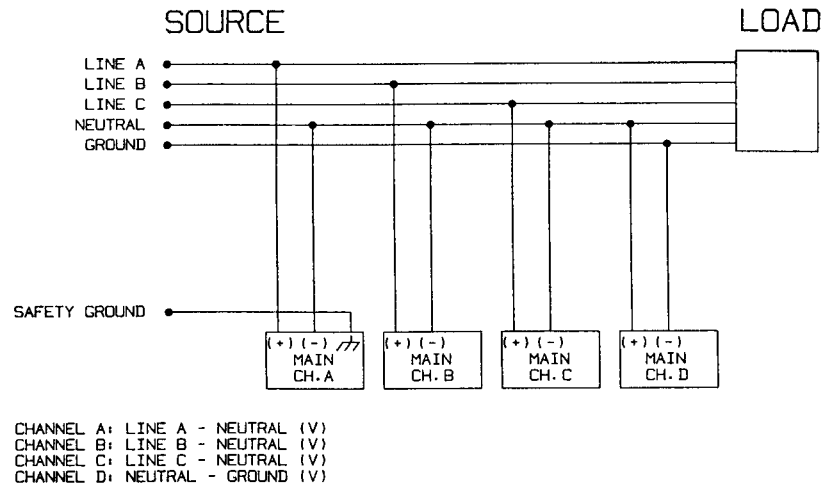 SOURCE
LOAD
LINE A
LINE B
LINE C
NEUTRAL
GROUND
SAFETY GROUND
(+) (-)
MAIN
CH. A
(+) (-)
MAIN
CH. B
(+) (-)
MAIN
CH. C
(+) (-)
MAIN
CH. D
CHANNEL A: LINE A - NEUTRAL (V)
CHANNEL B: LINE B - NEUTRAL (V)
CHANNEL C: LINE C - NEUTRAL (V)
CHANNEL D: NEUTRAL - GROUND (V)